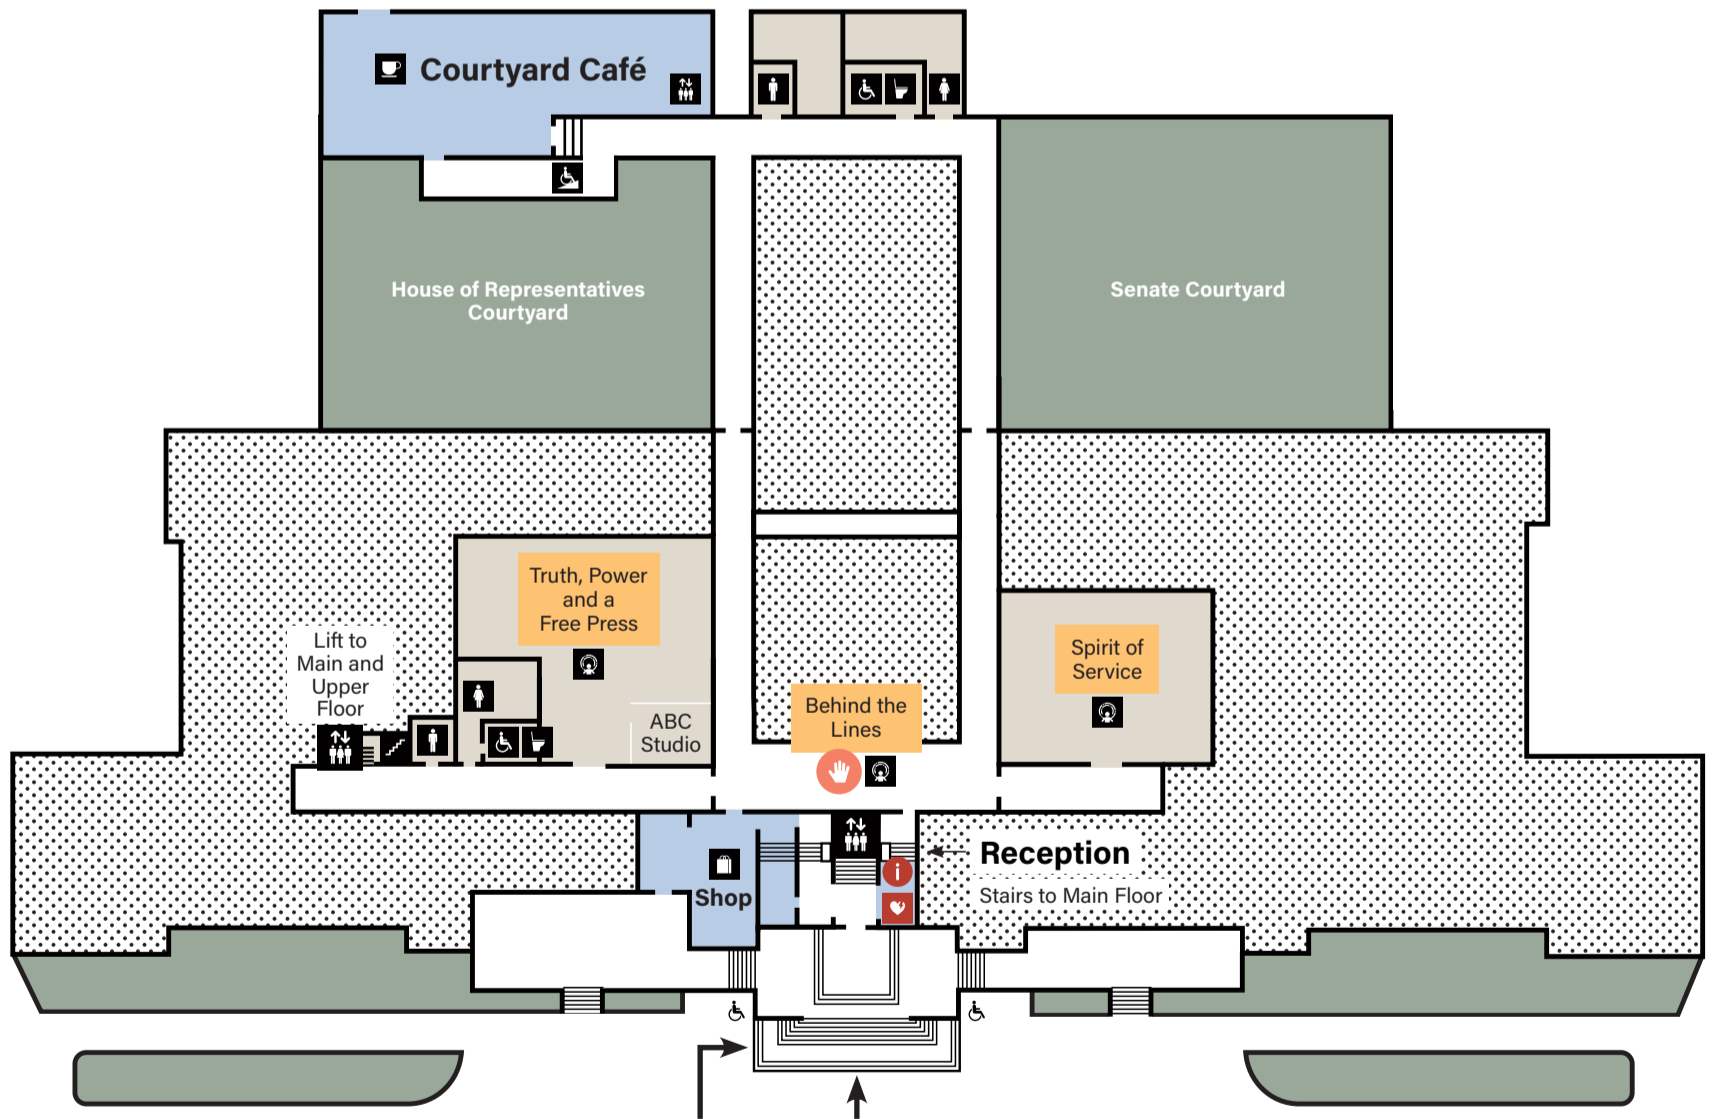 Courtyard Café
House of Representatives
Courtyard
Senate Courtyard
Truth, Power
and a
Free Press
Lift to
Main and
Upper
Floor
Spirit of
Service
Behind the
Lines
ABC
Studio
Reception
Stairs to Main Floor
Shop
i